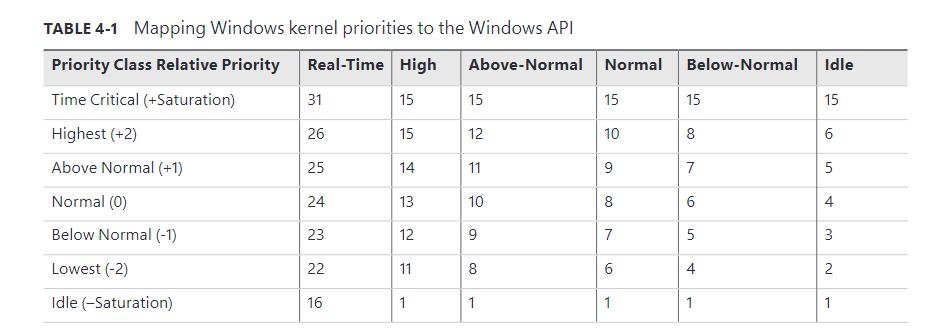 TABLE 4-1 Mapping Windows kernel priorities to the Windows API
Priority Class Relative Priority Real-Time High Above-Normal Normal Below-Normal Idle
Time Critical (+Saturation) 31 15 15 15 15 15
Highest (+2) 26 15 12 10 8 6
Above Normal (+1) 25 14 11 9 7 5
Normal (0) 24 13 10 8 6 4
Below Normal (-1) 23 12 9 7 5 3
Lowest (-2) 22 11 8 6 4 2
Idle (–Saturation) 16 1 1 1 1 1